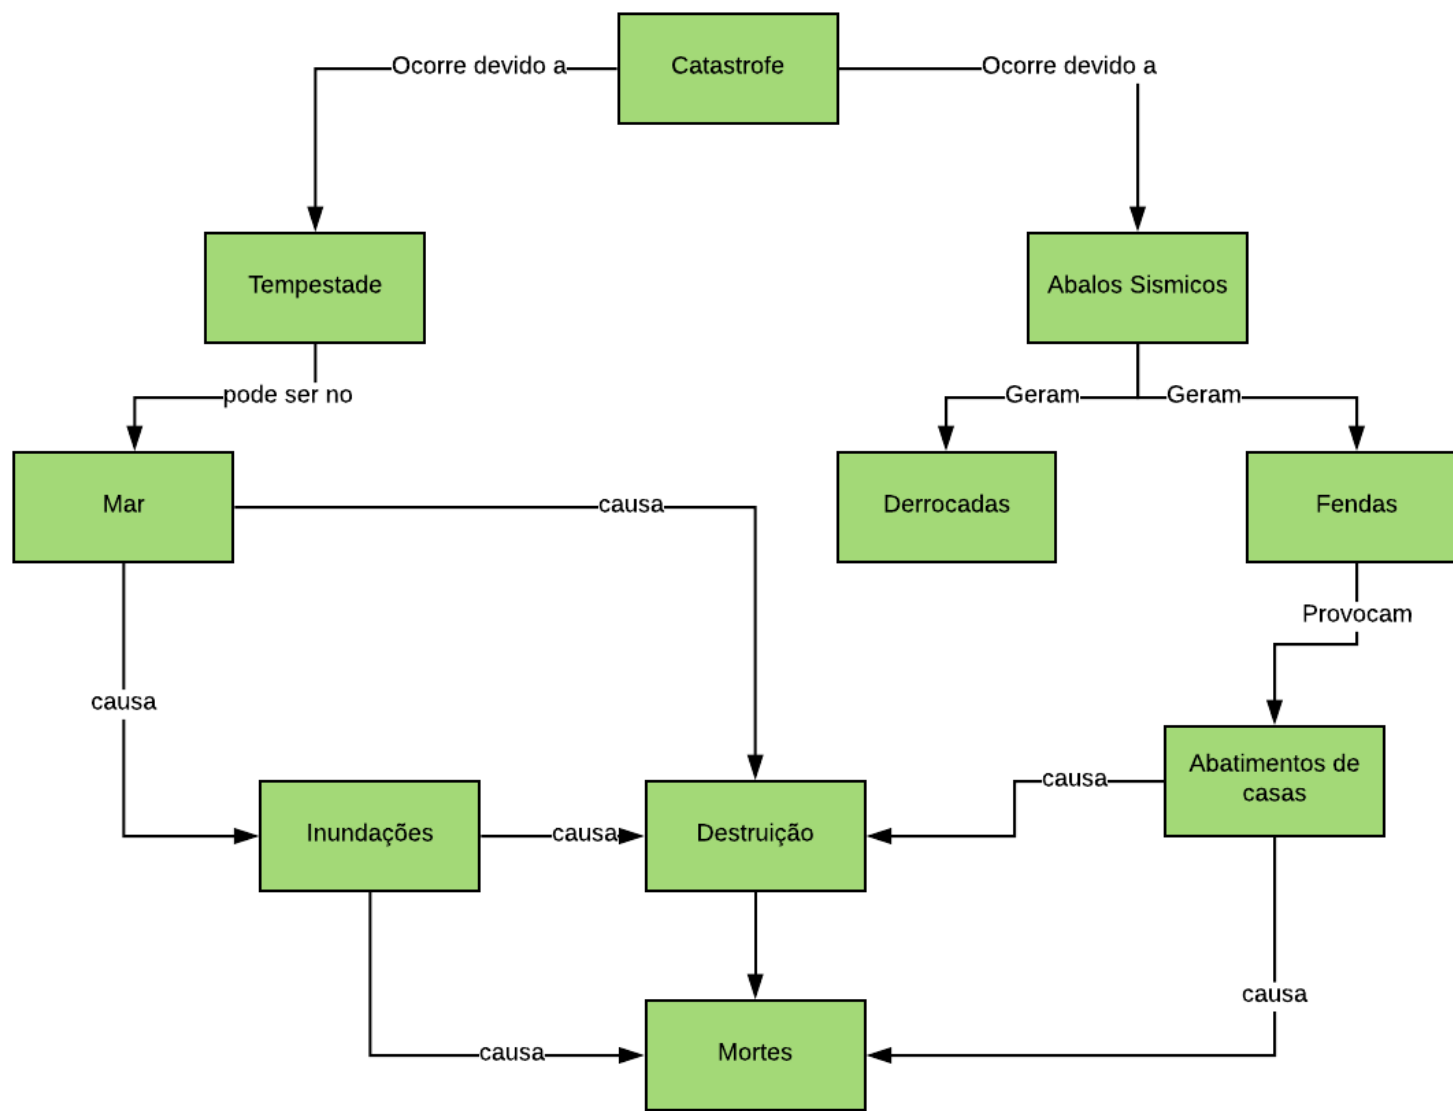 Ocorre devido a
Catastrofe
Ocorre devido a
Tempestade
Abalos Sismicos
pode ser no
Geram
Geram
Mar
causa
Derrocadas
Fendas
Provocam
causa
Abatimentos de
casas
causa
Inundações
causa
Destruição
causa
causa
Mortes